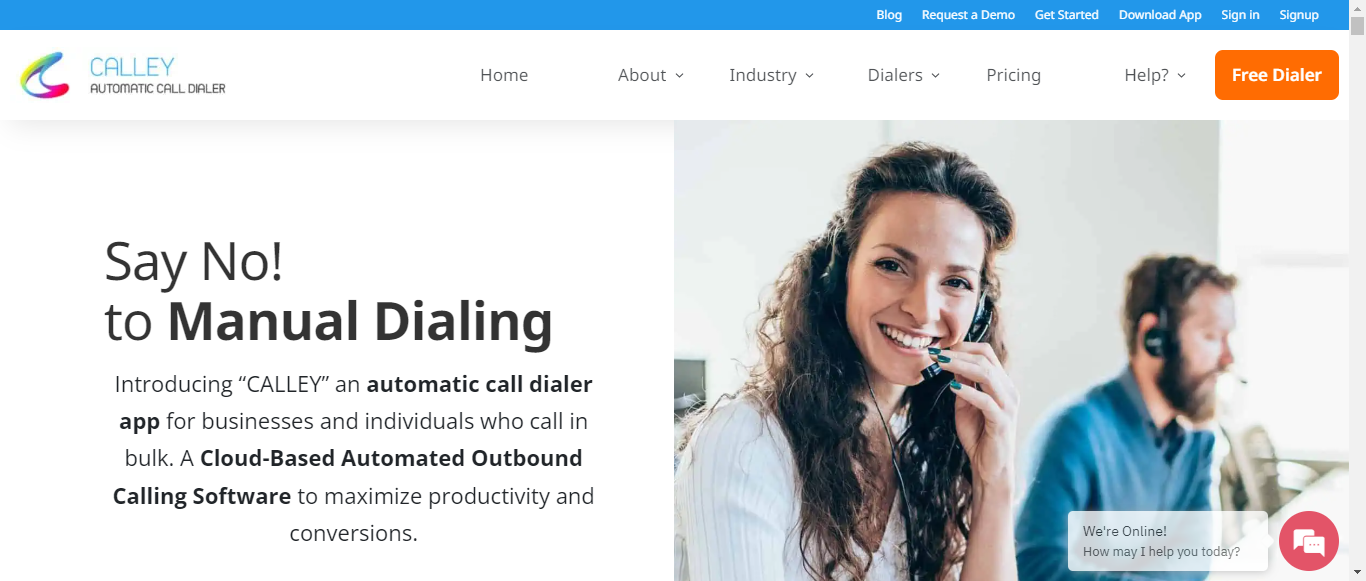 Blog Request a Demo Get Started Download App Sign in Signup
CALLEY
AUTOMATIC CALL DIALER
Home About Industry Dialers Pricing Help? Free Dialer
Say No!
to Manual Dialing
Introducing “CALLEY” an automatic call dialer
app for businesses and individuals who call in
bulk. A Cloud-Based Automated Outbound
Calling Software to maximize productivity and
conversions.
We're Online!
How may I help you today?